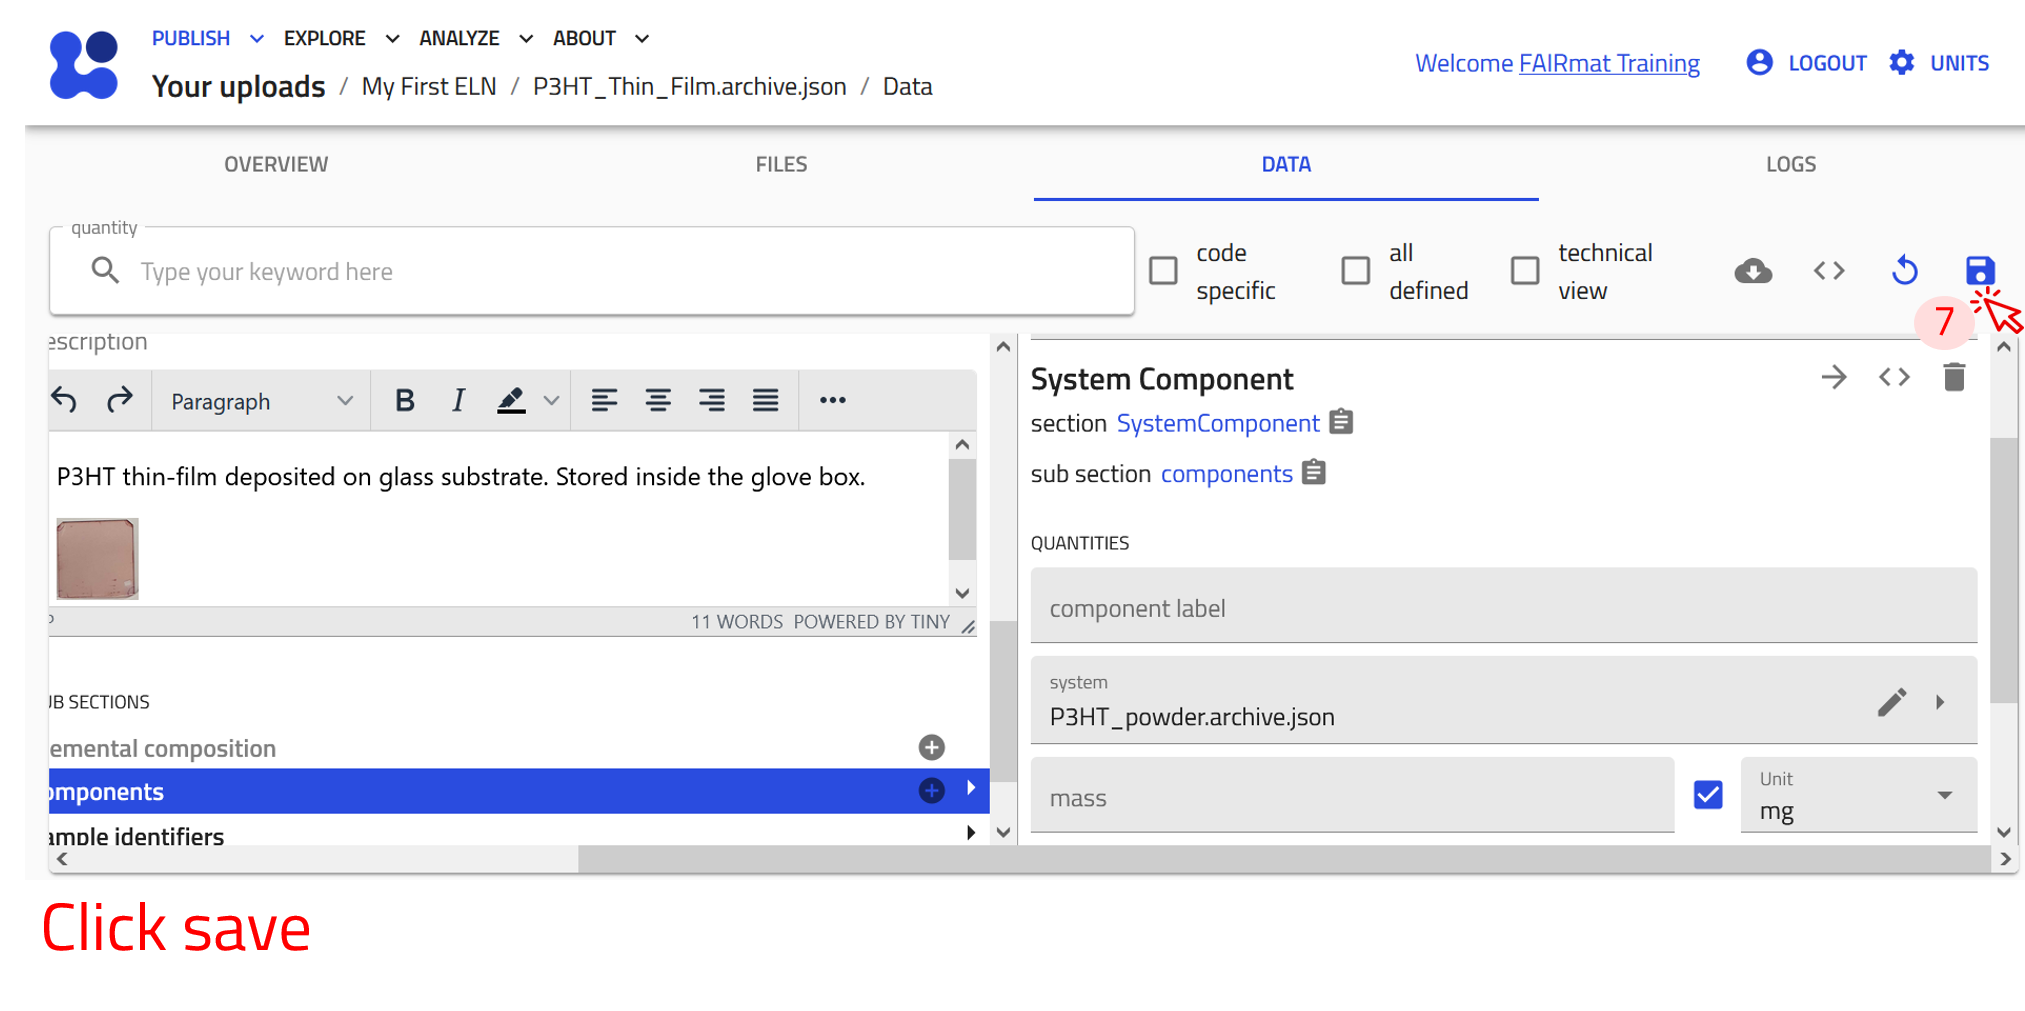 PUBLISH EXPLORE ANALYZE ABOUT
Your uploads / My First ELN / P3HT_Thin_Film.archive.json / Data
Welcome FAIRmat Training LOGOUT UNITS
OVERVIEW FILES DATA LOGS
quantity
Type your keyword here
code specific
all defined
technical view
7
escription
Paragraph B I
P3HT thin-film deposited on glass substrate. Stored inside the glove box.
11 WORDS POWERED BY TINY
UB SECTIONS
emental composition
omponents
ample identifiers
System Component
section SystemComponent
sub section components
QUANTITIES
component label
system
P3HT_powder.archive.json
mass
Unit
mg
Click save